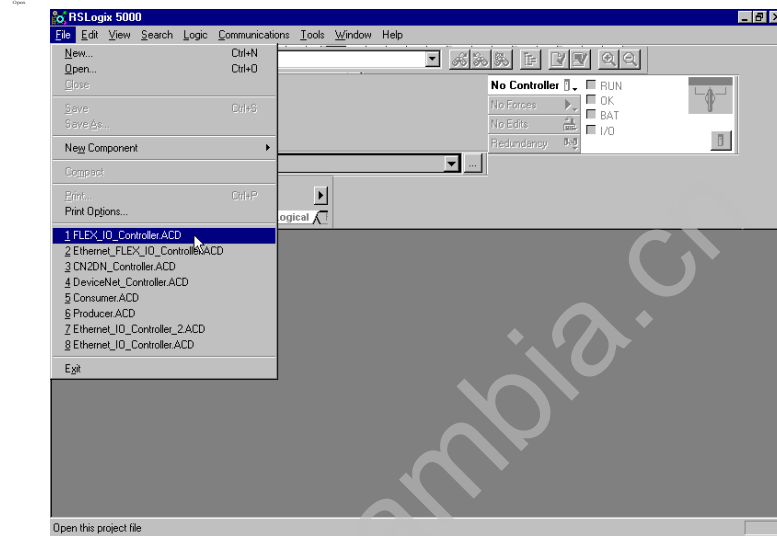 Open
RSLogix 5000
File Edit View Search Logic Communications Tools Window Help
New... Ctrl+N
Open... Ctrl+O
Close
Save Ctrl+S
Save As...
New Component
Compact
Print... Ctrl+P
Print Options...
1 FLEX_IO_Controller.ACD
2 Ethernet_FLEX_IO_Controller.ACD
3 CN2DN_Controller.ACD
4 DeviceNet_Controller.ACD
5 Consumer.ACD
6 Producer.ACD
7 Ethernet_IO_Controller_2.ACD
8 Ethernet_IO_Controller.ACD
Exit
No Controller RUN
No Forces OK
No Edits BAT
Redundancy I/O
...
ogical
ambia.cn
Open this project file